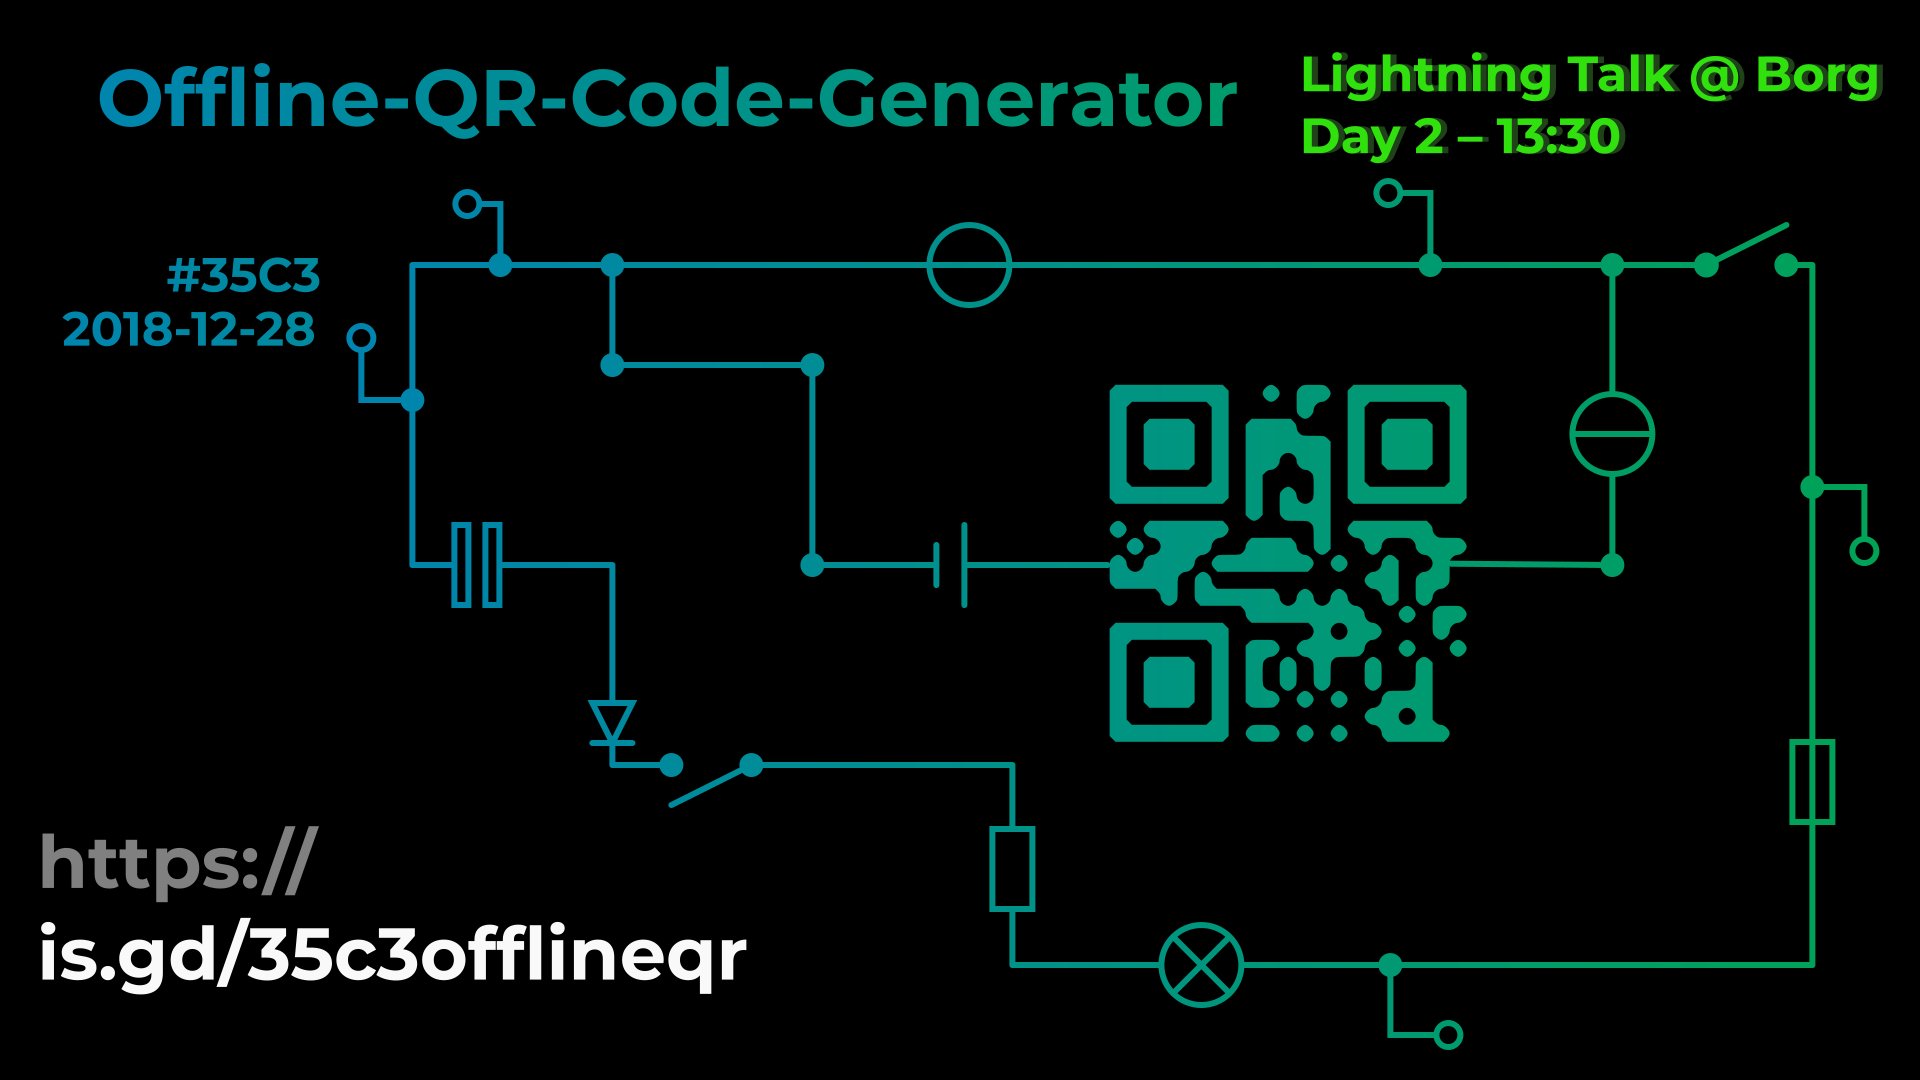 Offline-QR-Code-Generator
Lightning Talk @ Borg
Day 2 – 13:30
#35C3
2018-12-28
https://
is.gd/35c3offlineqr